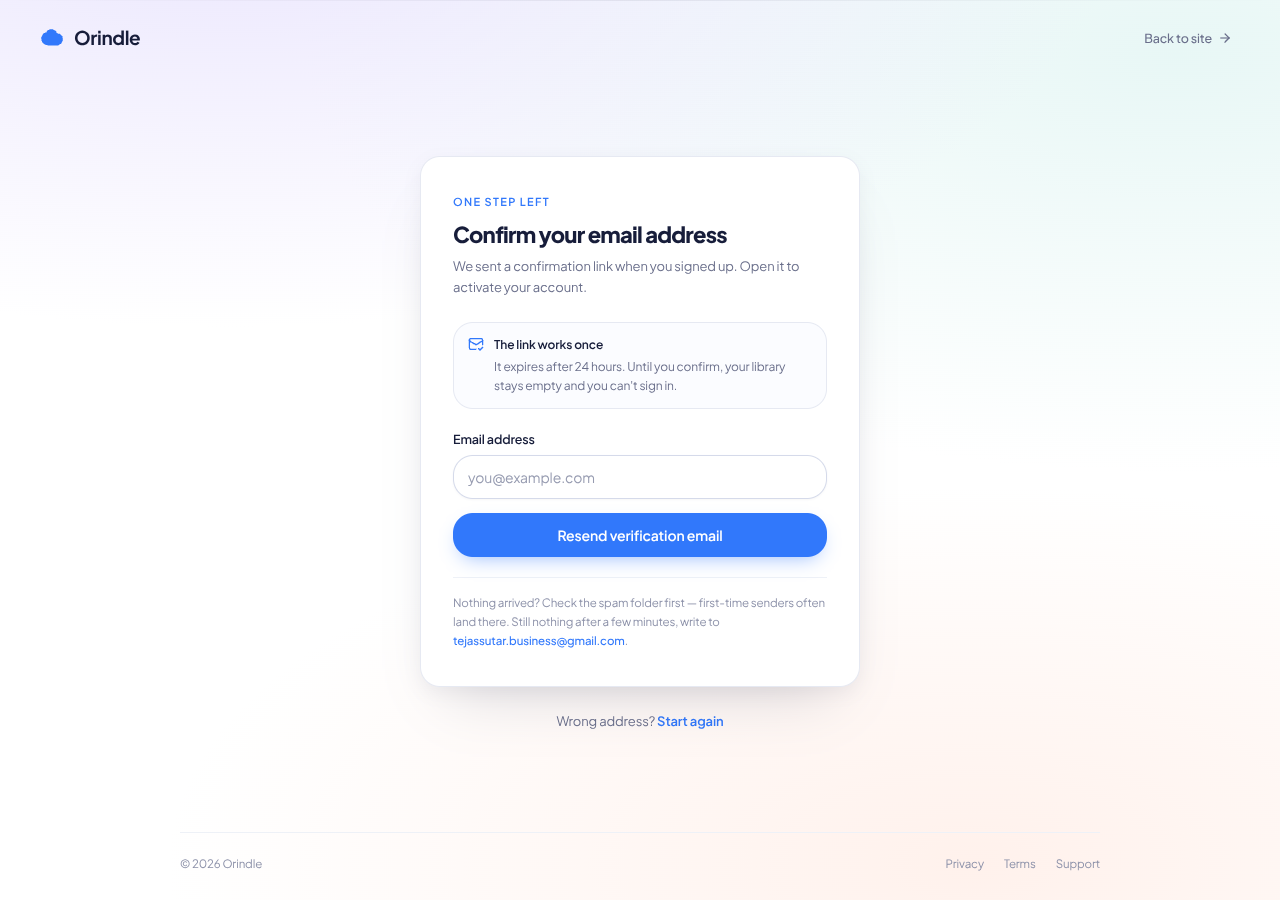 Orindle
Back to site
ONE STEP LEFT
Confirm your email address
We sent a confirmation link when you signed up. Open it to
activate your account.
The link works once
It expires after 24 hours. Until you confirm, your library
stays empty and you can't sign in.
Email address
you@example.com
Resend verification email
Nothing arrived? Check the spam folder first — first-time senders often
land there. Still nothing after a few minutes, write to
tejassutar.business@gmail.com.
Wrong address? Start again
© 2026 Orindle
Privacy Terms Support